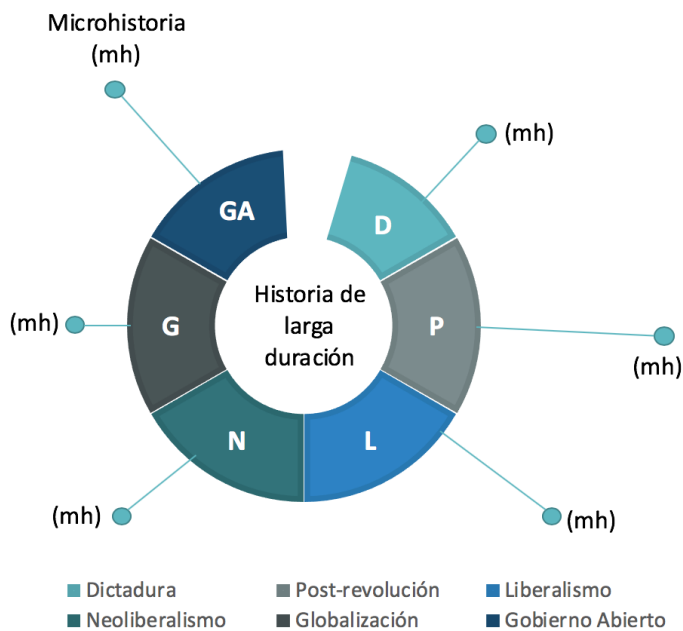 Microhistoria
(mh)
(mh)
GA
D
Historia de
larga
duración
(mh)
G
P
(mh)
N
L
(mh)
(mh)
Dictadura
Post-revolución
Liberalismo
Neoliberalismo
Globalización
Gobierno Abierto